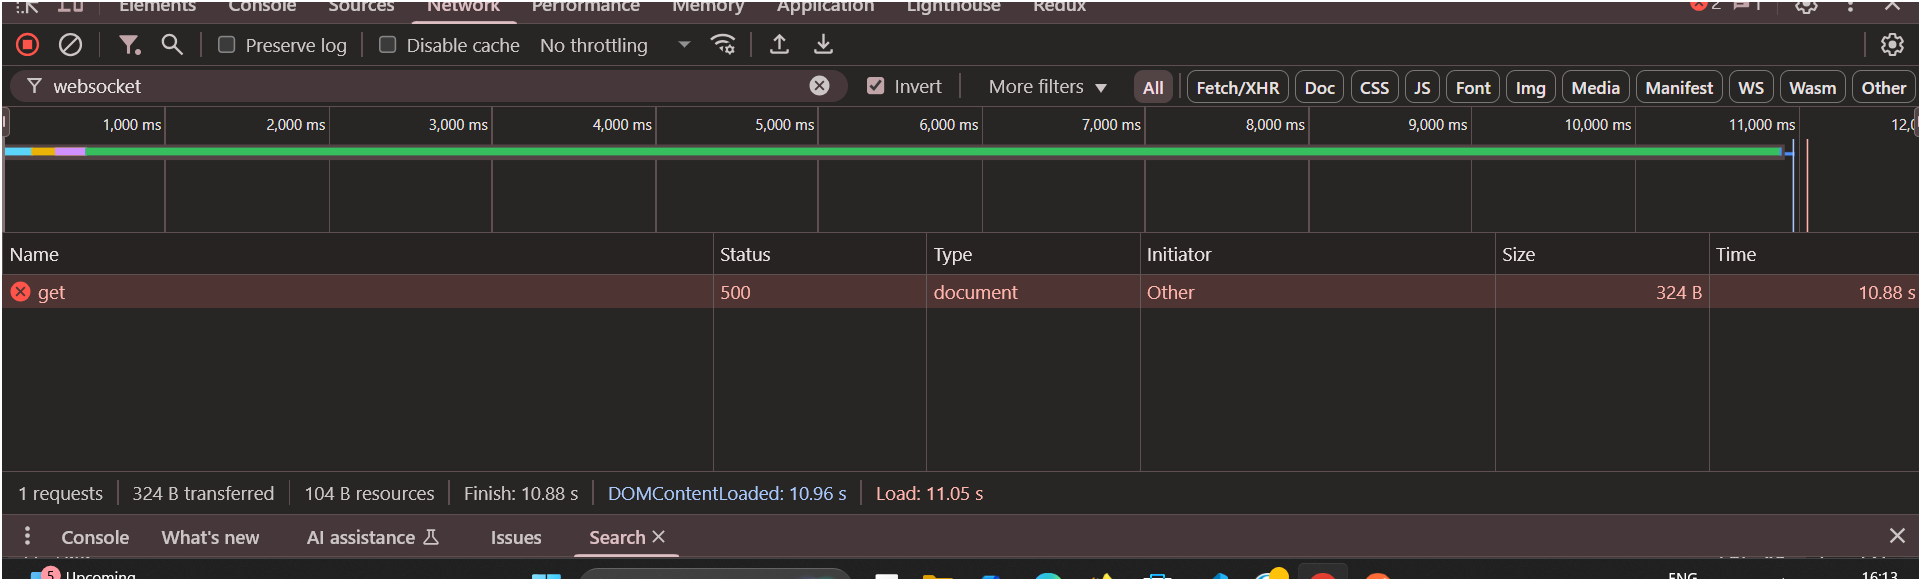 Elements Console Sources Network Performance Memory Application Lighthouse Redux 2 1
Preserve log Disable cache No throttling
websocket Invert More filters All Fetch/XHR Doc CSS JS Font Img Media Manifest WS Wasm Other
1,000 ms 2,000 ms 3,000 ms 4,000 ms 5,000 ms 6,000 ms 7,000 ms 8,000 ms 9,000 ms 10,000 ms 11,000 ms 12,0
Name Status Type Initiator Size Time
get 500 document Other 324 B 10.88 s
1 requests 324 B transferred 104 B resources Finish: 10.88 s DOMContentLoaded: 10.96 s Load: 11.05 s
Console What's new AI assistance Issues Search
5 Upcoming ENG 16:13